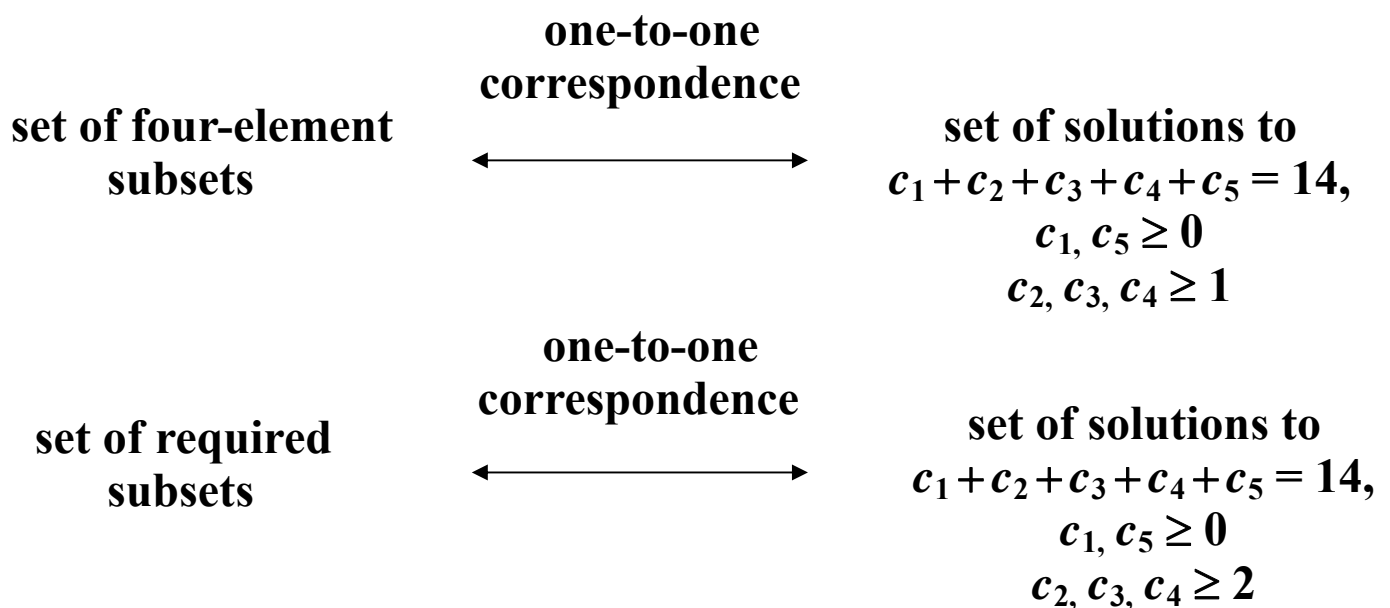 one-to-one
correspondence
set of four-element
subsets
set of solutions to
c₁+c₂+c₃+c₄+c₅ = 14,
c₁, c₅ ≥ 0
c₂, c₃, c₄ ≥ 1
one-to-one
correspondence
set of required
subsets
set of solutions to
c₁+c₂+c₃+c₄+c₅ = 14,
c₁, c₅ ≥ 0
c₂, c₃, c₄ ≥ 2